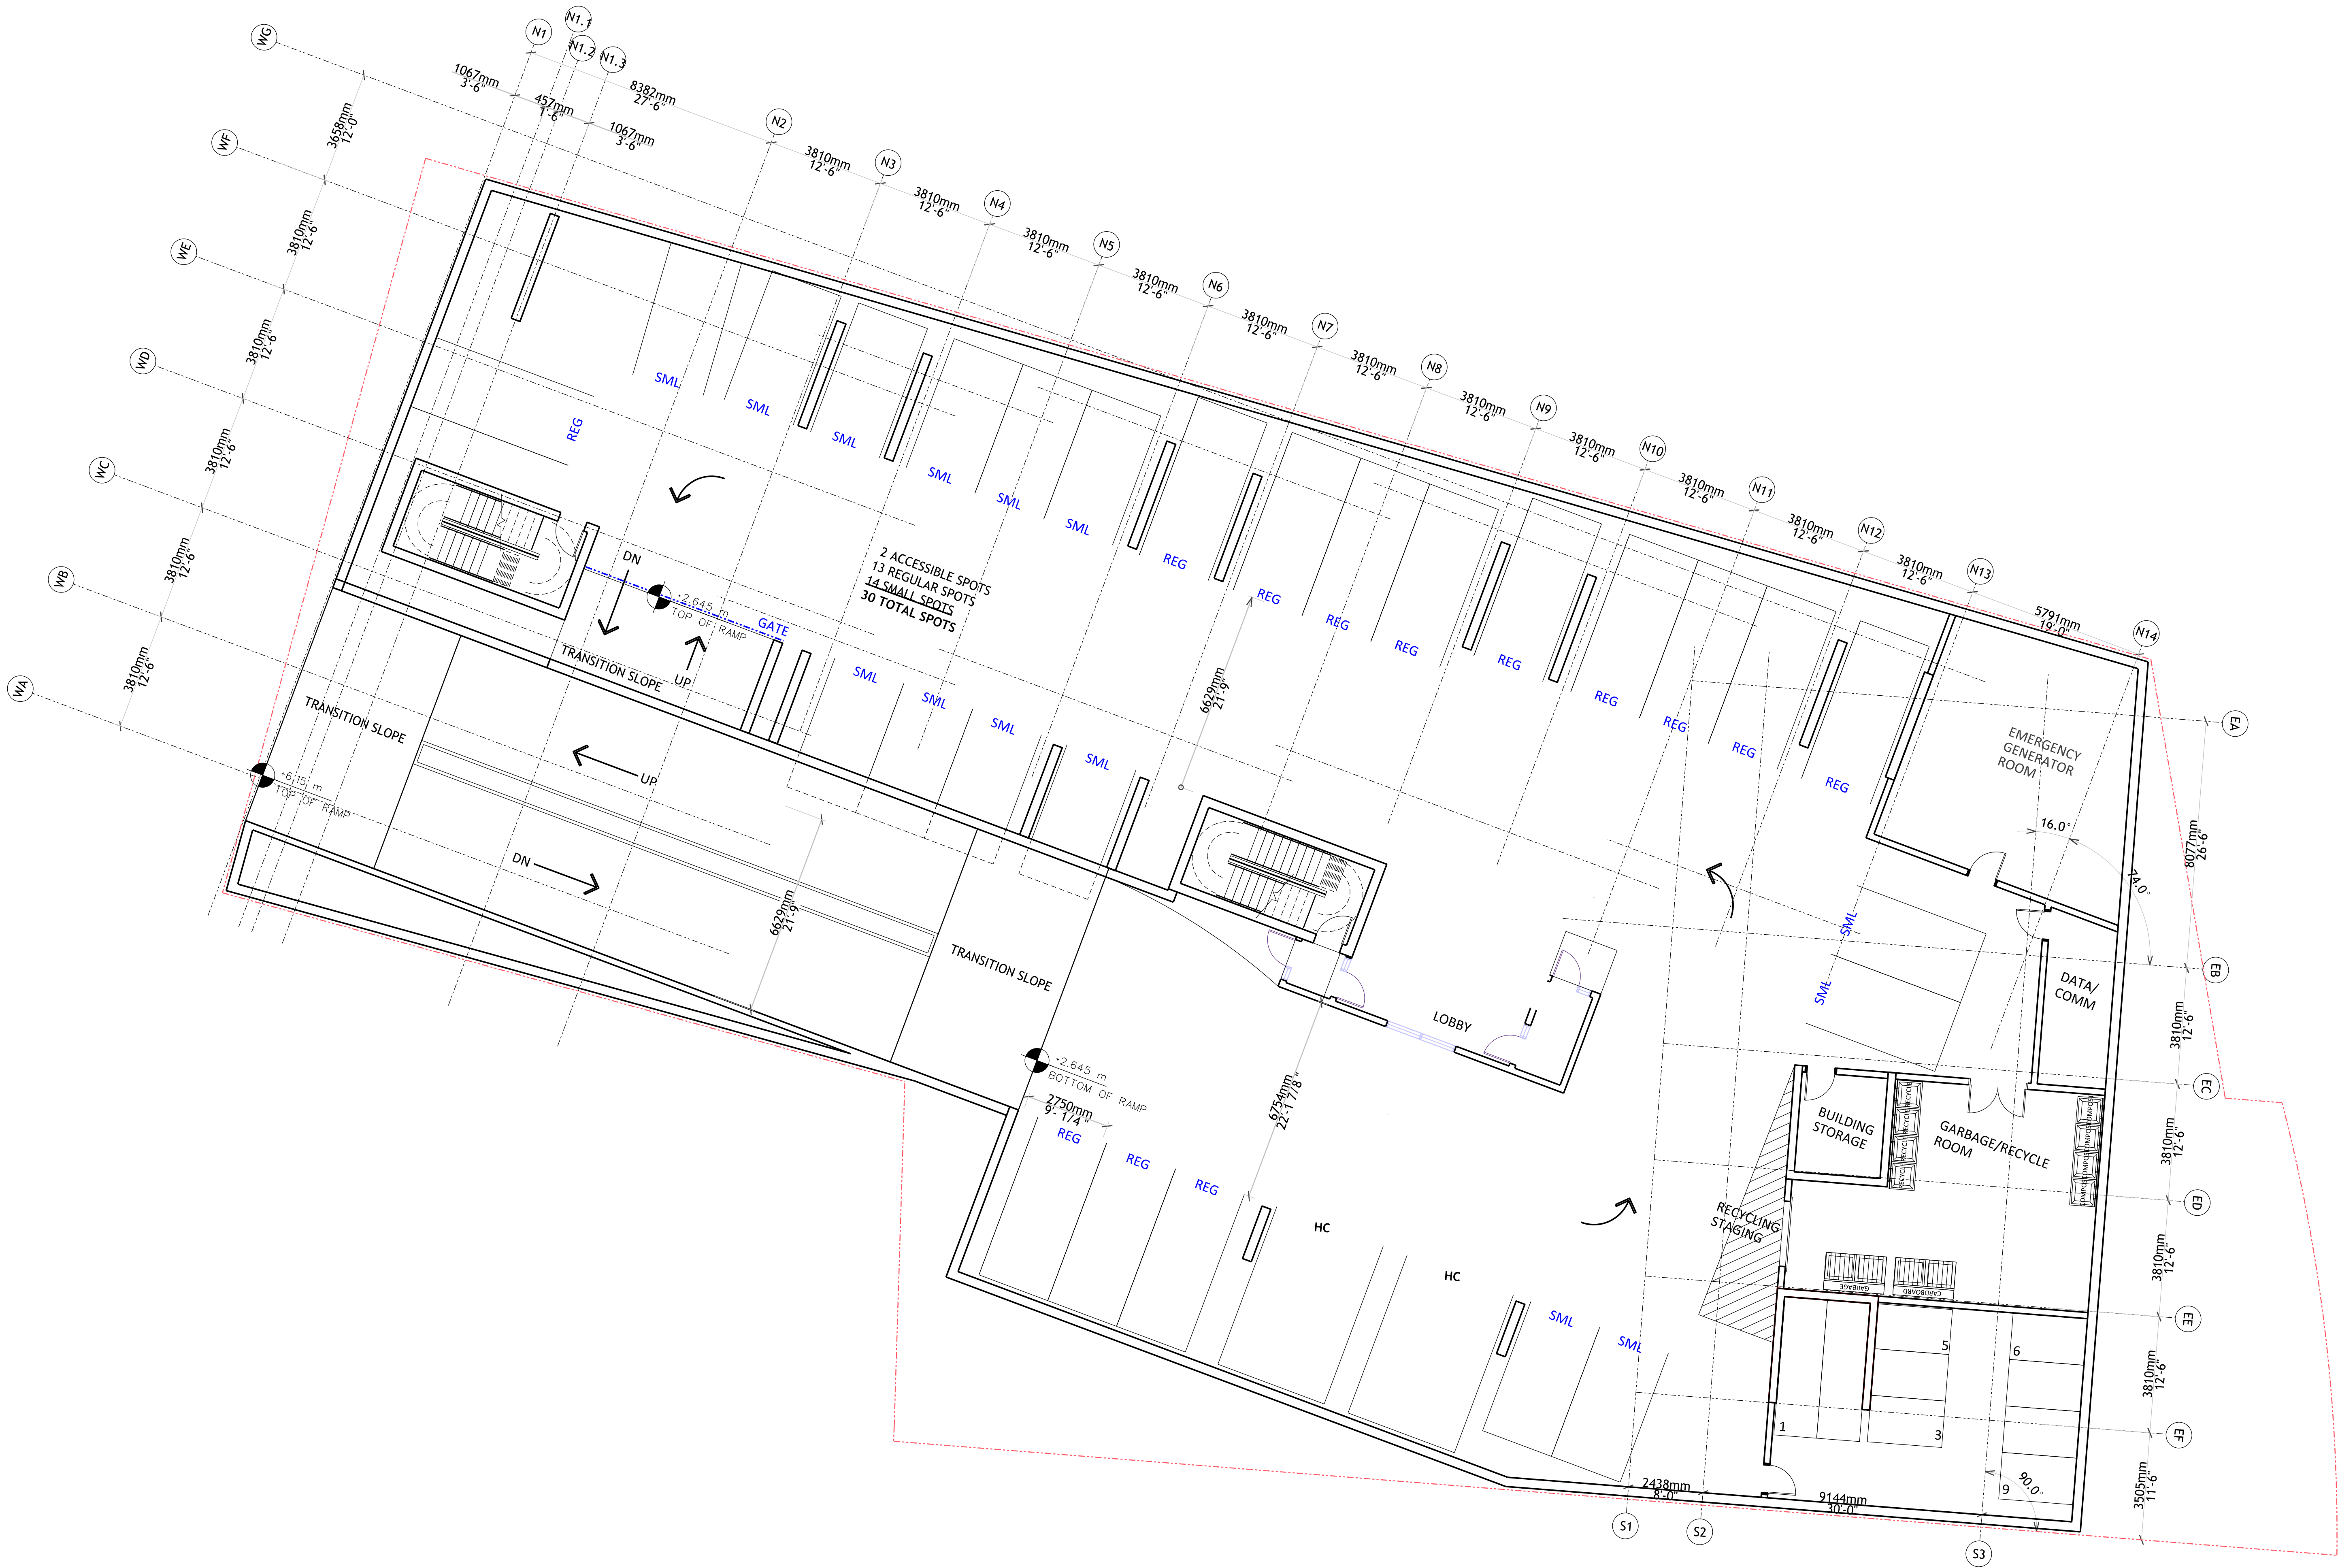 WG
N1
N1.1
N1.2
N1.3
1067mm
3'-6"
457mm
1'-6"
1067mm
3'-6"
8382mm
27'-6"
N2
3810mm
12'-6"
N3
3810mm
12'-6"
N4
3810mm
12'-6"
N5
3810mm
12'-6"
N6
3810mm
12'-6"
N7
3810mm
12'-6"
N8
3810mm
12'-6"
N9
3810mm
12'-6"
N10
3810mm
12'-6"
N11
3810mm
12'-6"
N12
3810mm
12'-6"
N13
5791mm
19'-0"
N14
3658mm
12'-0"
WF
3810mm
12'-6"
WE
3810mm
12'-6"
WD
3810mm
12'-6"
WC
3810mm
12'-6"
WB
3810mm
12'-6"
WA
REG
SML
SML
SML
SML
SML
SML
REG
REG
REG
REG
REG
REG
REG
REG
REG
2 ACCESSIBLE SPOTS
13 REGULAR SPOTS
14 SMALL SPOTS
30 TOTAL SPOTS
DN
+2.645 m
TOP OF RAMP
GATE
UP
TRANSITION SLOPE
TRANSITION SLOPE
+6.15 m
TOP OF RAMP
UP
DN
SML
SML
SML
SML
6629mm
21'-9"
6629mm
21'-9"
TRANSITION SLOPE
+2.645 m
BOTTOM OF RAMP
2750mm
9'- 1/4 "
REG
REG
REG
6754mm
22'-1 7/8 "
LOBBY
HC
HC
SML
SML
SML
SML
EMERGENCY
GENERATOR
ROOM
16.0°
74.0°
DATA/
COMM
BUILDING
STORAGE
RECYCLE
RECYCLE
RECYCLE
RECYCLE
GARBAGE/RECYCLE
ROOM
COMPOST
COMPOST
COMPOST
COMPOST
RECYCLING
STAGING
GARBAGE
CARDBOARD
1
3
5
6
9
90.0°
EA
8077mm
26'-6"
EB
3810mm
12'-6"
EC
3810mm
12'-6"
ED
3810mm
12'-6"
EE
3810mm
12'-6"
EF
3505mm
11'-6"
2438mm
8'-0"
9144mm
30'-0"
S1
S2
S3